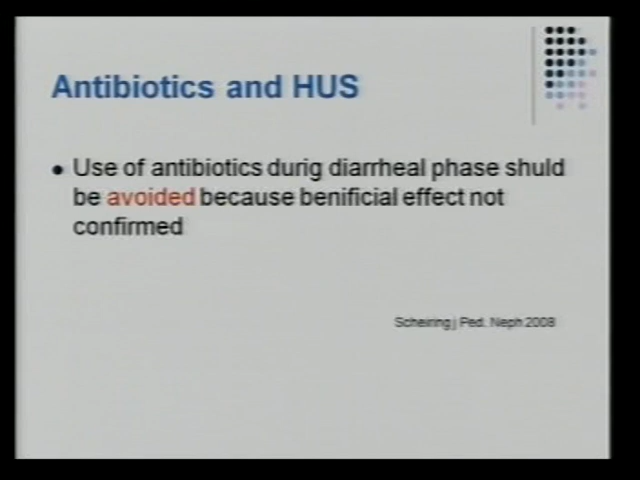 Antibiotics and HUS
• Use of antibiotics durig diarrheal phase shuld
be avoided because benificial effect not
confirmed
Scheiring j Ped. Neph 2008